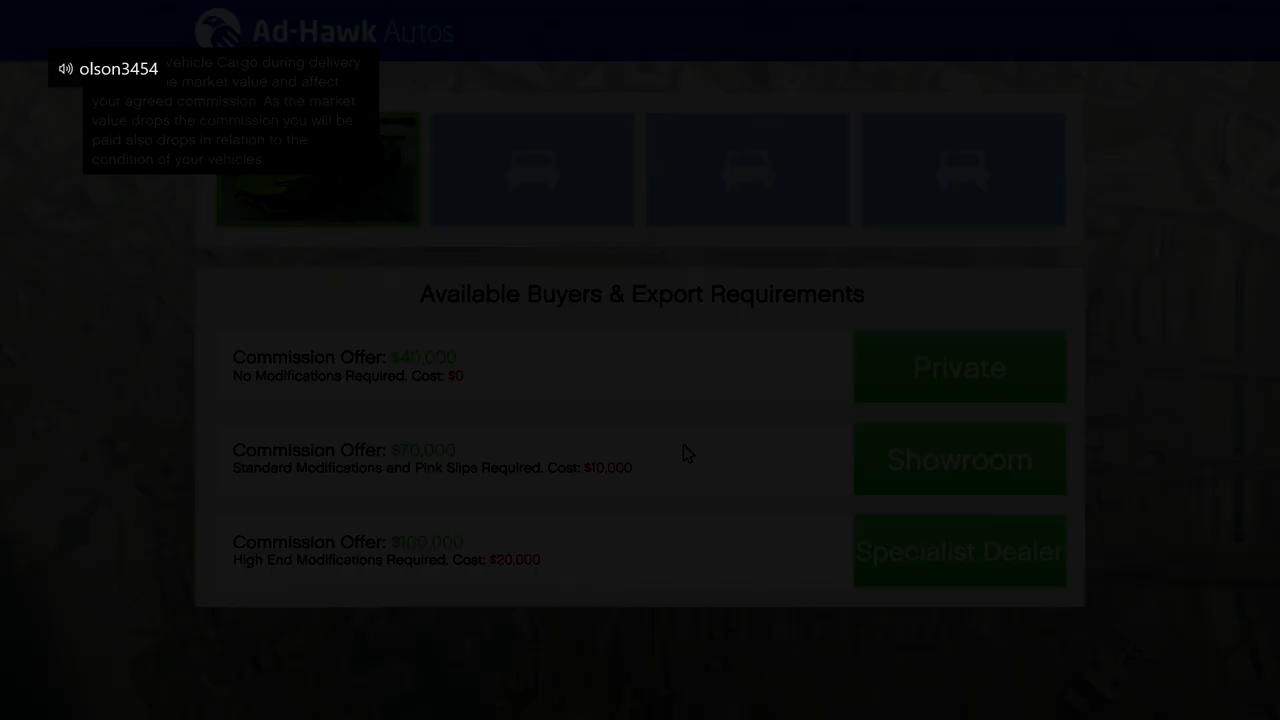 Ad-Hawk Autos
olson3454
Vehicle Cargo during delivery
market value and affect
your agreed commission. As the market
value drops the commission you will be
paid also drops in relation to the
condition of your vehicles.
Available Buyers & Export Requirements
Commission Offer: $40,000
No Modifications Required. Cost: $0
Private
Commission Offer: $70,000
Standard Modifications and Pink Slips Required. Cost: $10,000
Showroom
Commission Offer: $100,000
High End Modifications Required. Cost: $20,000
Specialist Dealer